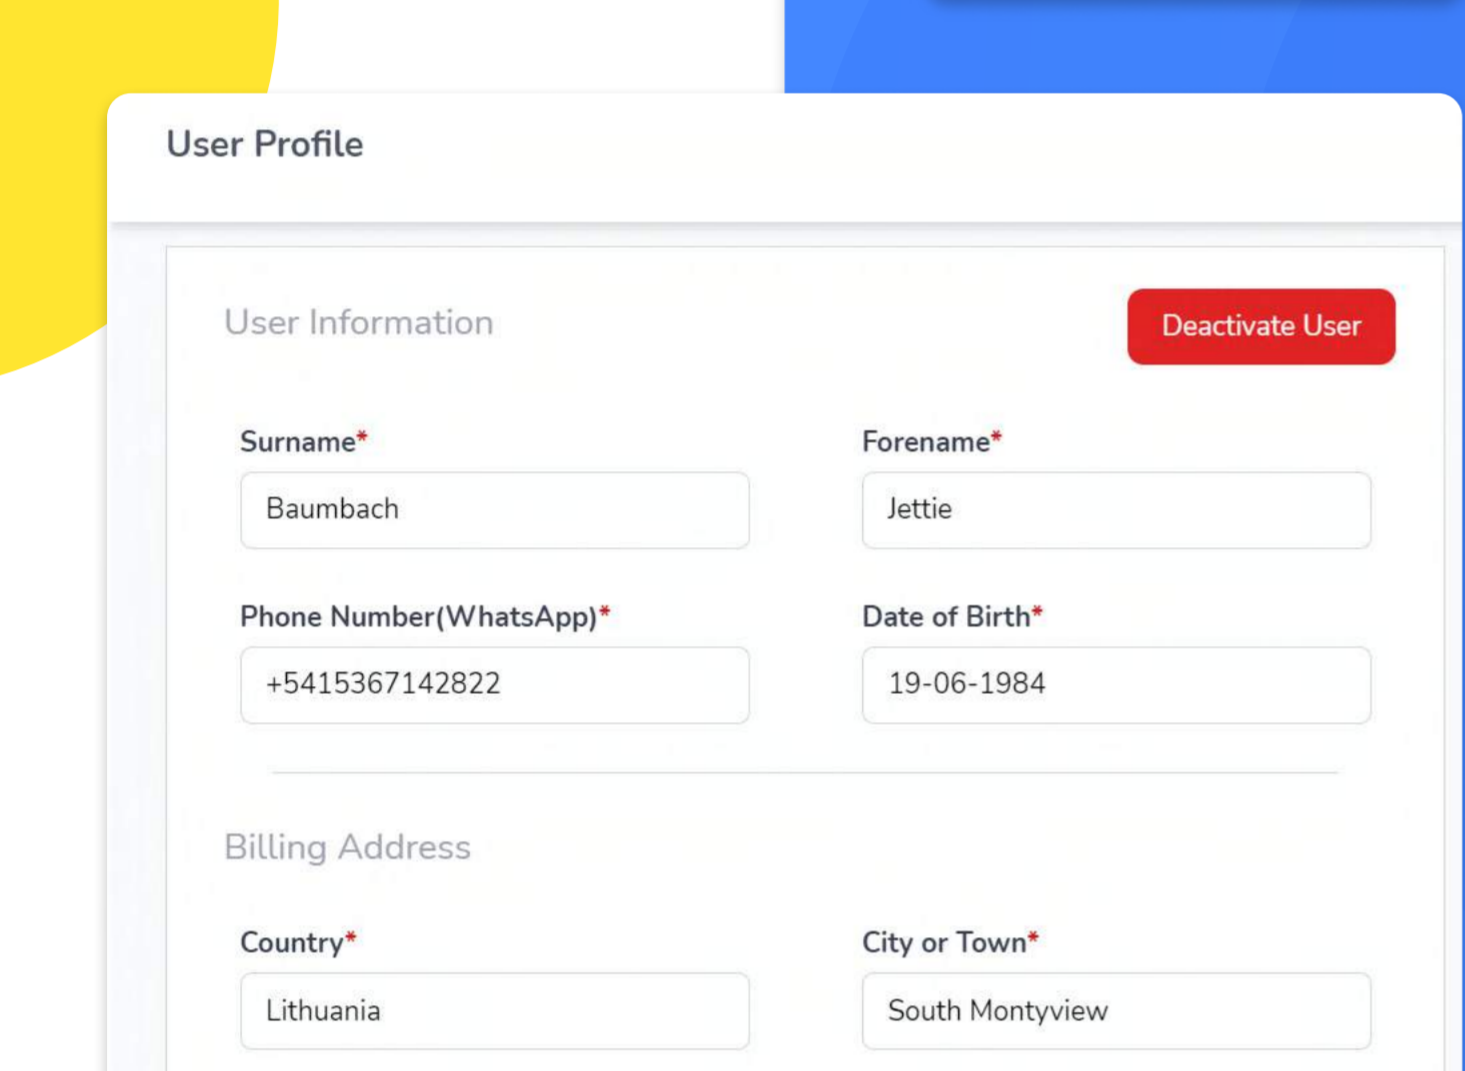 User Profile
User Information
Deactivate User
Surname*
Forename*
Baumbach
Jettie
Phone Number(WhatsApp)*
Date of Birth*
+5415367142822
19-06-1984
Billing Address
Country*
City or Town*
Lithuania
South Montyview